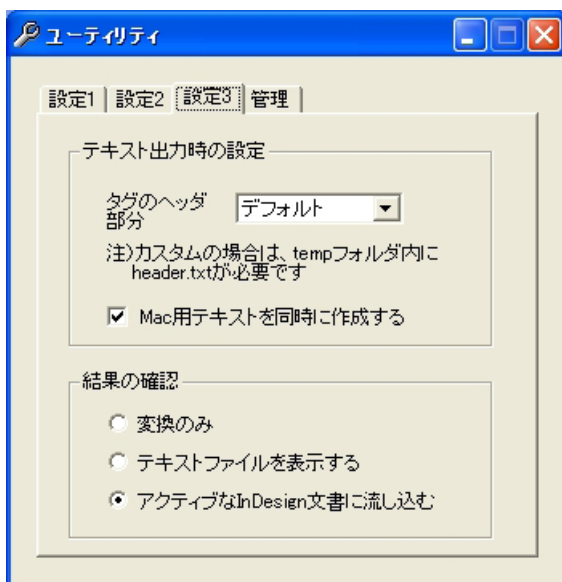 ユーティリティ
設定1 設定2 設定3 管理
テキスト出力時の設定
タグのヘッダ
部分
デフォルト
注)カスタムの場合は、tempフォルダ内に
header.txtが必要です
Mac用テキストを同時に作成する
結果の確認
変換のみ
テキストファイルを表示する
アクティブなInDesign文書に流し込む